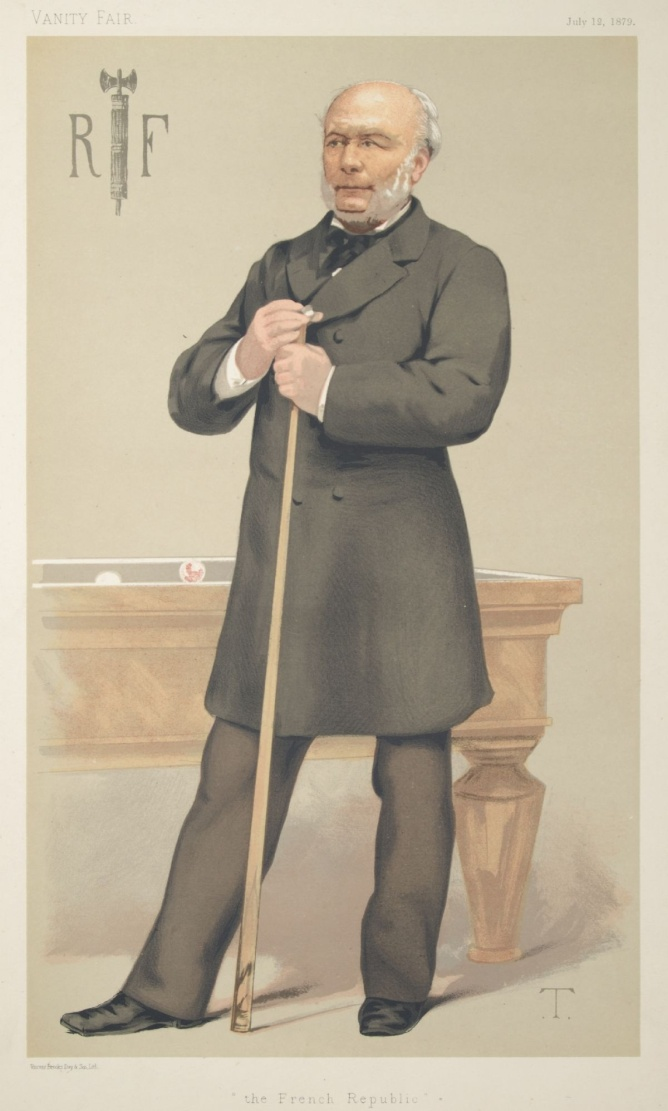 VANITY FAIR.
July 12, 1879.
R F
T.
"the French Republic"